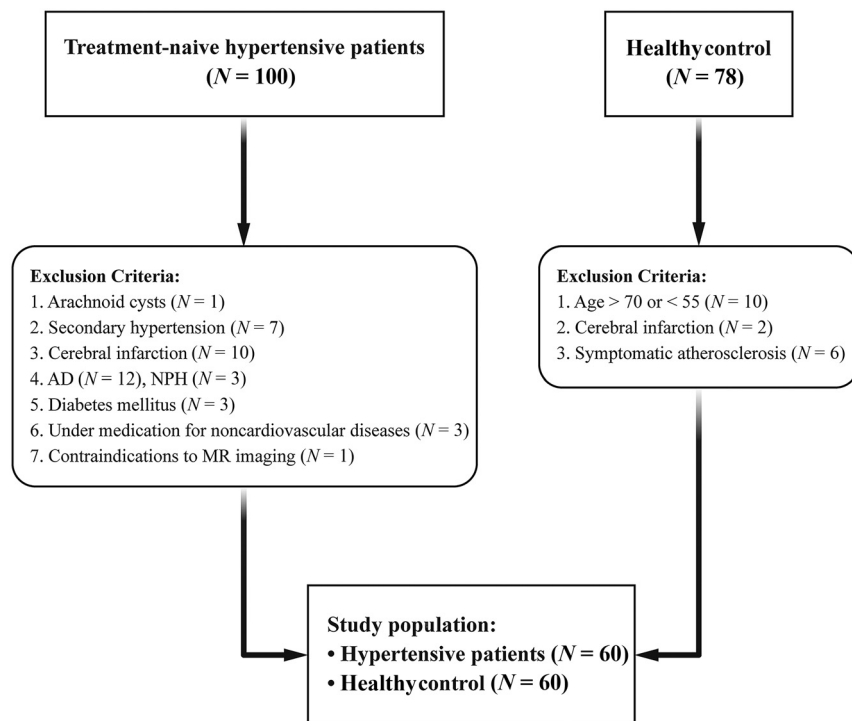 Treatment-naive hypertensive patients
(N = 100)
Healthy control
(N = 78)
Exclusion Criteria:
1. Arachnoid cysts (N = 1)
2. Secondary hypertension (N = 7)
3. Cerebral infarction (N = 10)
4. AD (N = 12), NPH (N = 3)
5. Diabetes mellitus (N = 3)
6. Under medication for noncardiovascular diseases (N = 3)
7. Contraindications to MR imaging (N = 1)
Exclusion Criteria:
1. Age > 70 or < 55 (N = 10)
2. Cerebral infarction (N = 2)
3. Symptomatic atherosclerosis (N = 6)
Study population:
• Hypertensive patients (N = 60)
• Healthy control (N = 60)